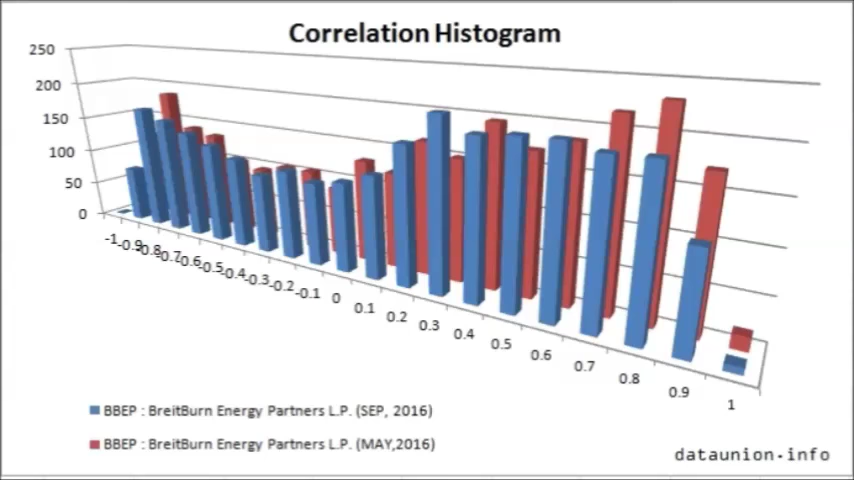 Correlation Histogram
250
200
150
100
50
0
-1 -0.9 -0.8 -0.7 -0.6 -0.5 -0.4 -0.3 -0.2 -0.1 0 0.1 0.2 0.3 0.4 0.5 0.6 0.7 0.8 0.9 1
BBEP : BreitBurn Energy Partners L.P. (SEP, 2016)
BBEP : BreitBurn Energy Partners L.P. (MAY,2016)
dataunion·info